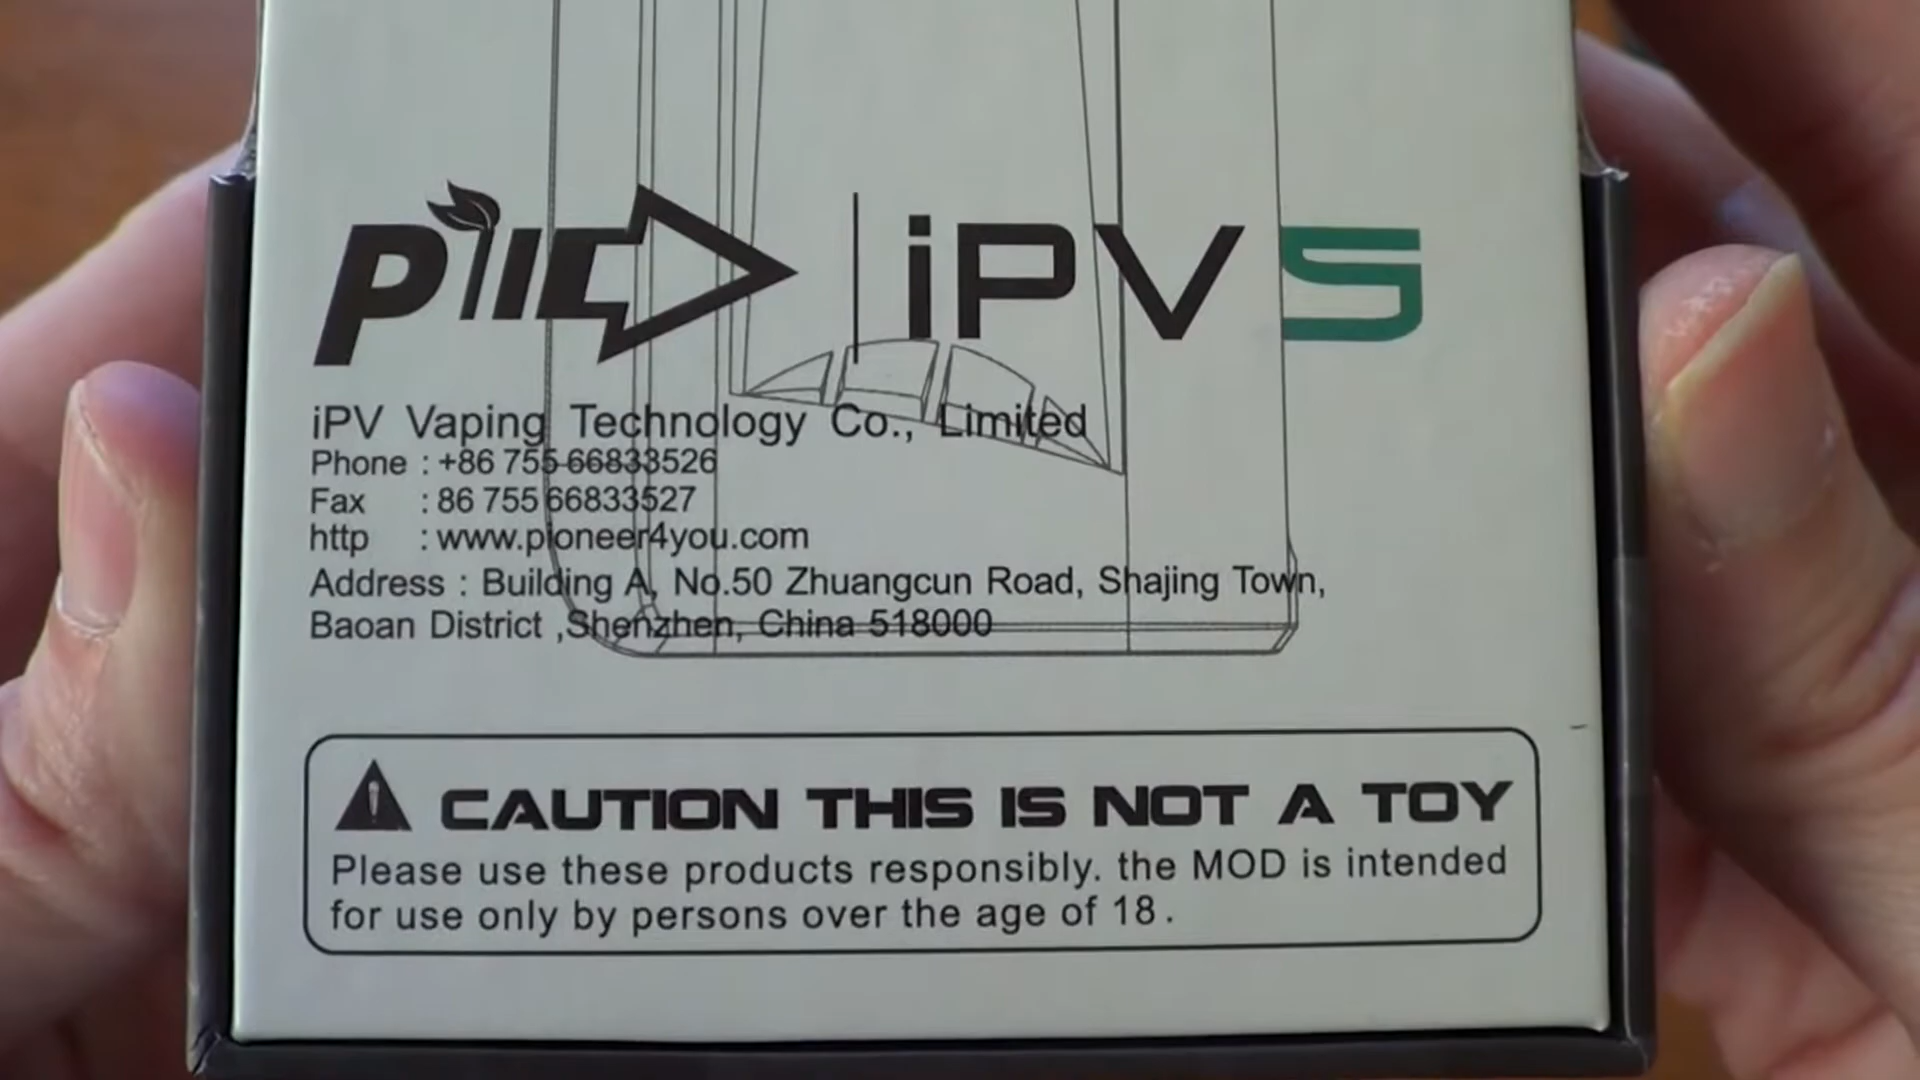 iPV5
iPV Vaping Technology Co., Limited
Phone : +86 755 66833526
Fax : 86 755 66833527
http : www.pioneer4you.com
Address : Building A, No.50 Zhuangcun Road, Shajing Town,
Baoan District ,Shenzhen, China 518000
CAUTION THIS IS NOT A TOY
Please use these products responsibly. the MOD is intended
for use only by persons over the age of 18 .